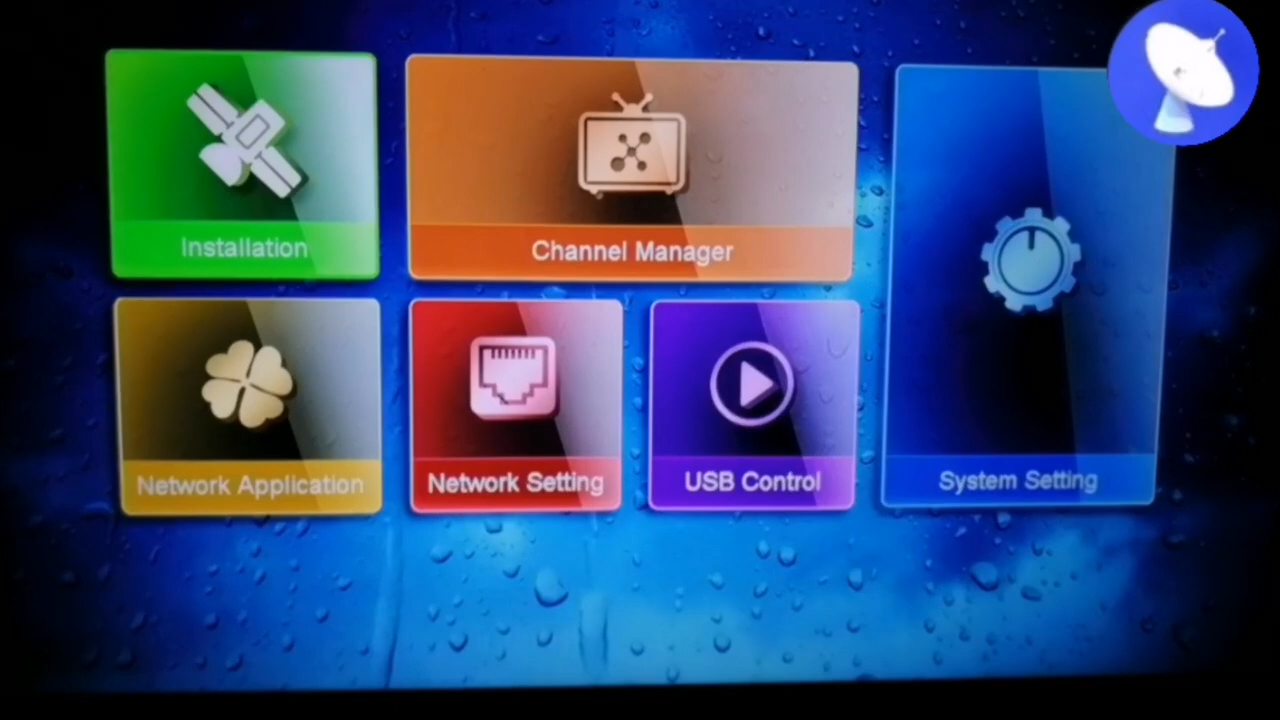 Installation
Channel Manager
System Setting
Network Application
Network Setting
USB Control